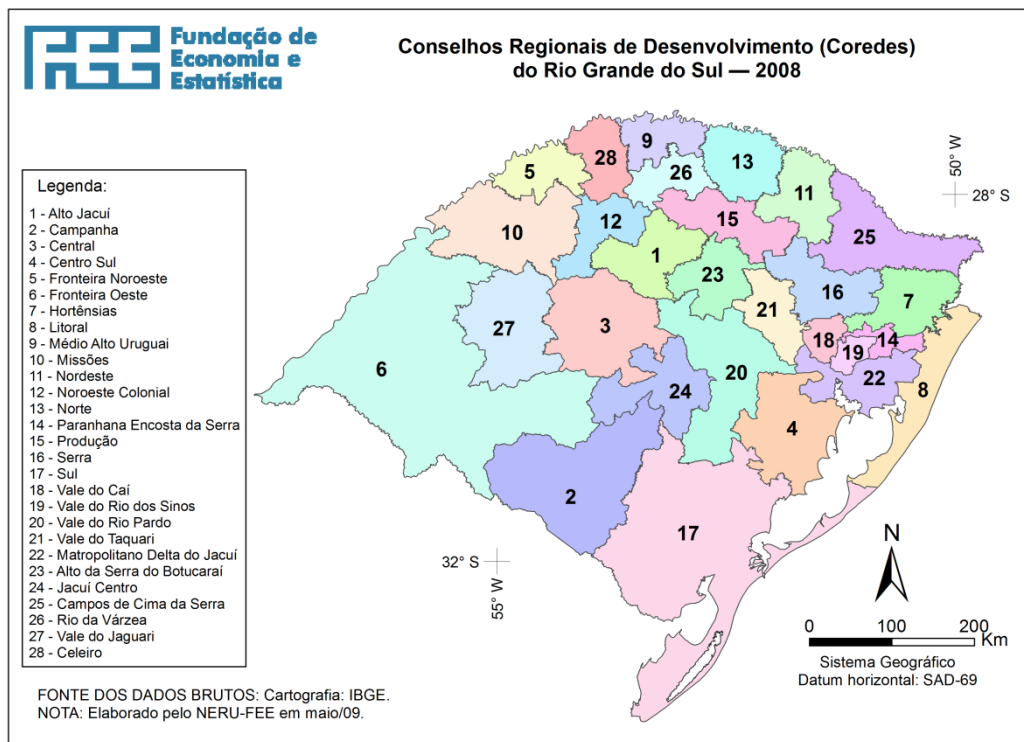 FEE
Fundação de
Economia e
Estatística
Conselhos Regionais de Desenvolvimento (Coredes)
do Rio Grande do Sul — 2008
Legenda:
1 - Alto Jacuí
2 - Campanha
3 - Central
4 - Centro Sul
5 - Fronteira Noroeste
6 - Fronteira Oeste
7 - Hortênsias
8 - Litoral
9 - Médio Alto Uruguai
10 - Missões
11 - Nordeste
12 - Noroeste Colonial
13 - Norte
14 - Paranhana Encosta da Serra
15 - Produção
16 - Serra
17 - Sul
18 - Vale do Caí
19 - Vale do Rio dos Sinos
20 - Vale do Rio Pardo
21 - Vale do Taquari
22 - Matropolitano Delta do Jacuí
23 - Alto da Serra do Botucaraí
24 - Jacuí Centro
25 - Campos de Cima da Serra
26 - Rio da Várzea
27 - Vale do Jaguari
28 - Celeiro
9
28
13
5
26
11
50° W
28° S
15
12
10
1
25
23
16
7
21
27
3
18
14
19
6
20
22
24
8
4
2
17
N
32° S
55° W
0 100 200
Km
Sistema Geográfico
Datum horizontal: SAD-69
FONTE DOS DADOS BRUTOS: Cartografia: IBGE.
NOTA: Elaborado pelo NERU-FEE em maio/09.